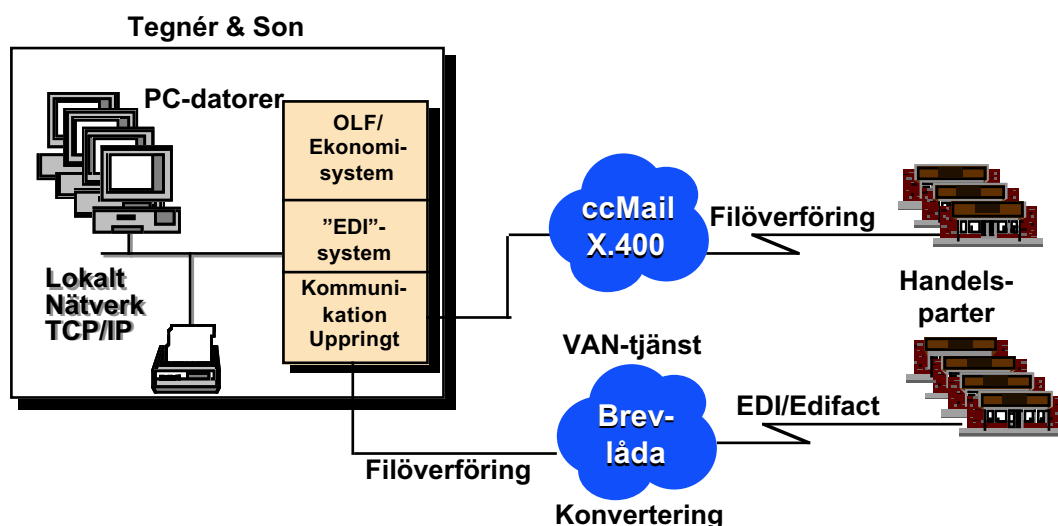 Tegnér & Son
PC-datorer
OLF/
Ekonomi-
system
”EDI”-
system
Kommuni-
kation
Uppringt
Lokalt
Nätverk
TCP/IP
ccMail
X.400
Filöverföring
Handels-
parter
VAN-tjänst
Brev-
låda
EDI/Edifact
Filöverföring
Konvertering